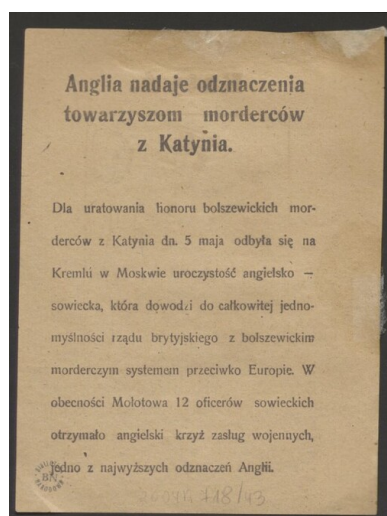 Anglia nadaje odznaczenia
towarzyszom morderców
z Katynia.
Dla uratowania honoru bolszewickich mor-
derców z Katynia dn. 5 maja odbyła się na
Kremlu w Moskwie uroczystość angielsko —
sowiecka, która dowodzi do całkowitej jedno-
myślności rządu brytyjskiego z bolszewickim
morderczym systemem przeciwko Europie. W
obecności Mołotowa 12 oficerów sowieckich
otrzymało angielski krzyż zasług wojennych,
jedno z najwyższych odznaczeń Anglii.
BN